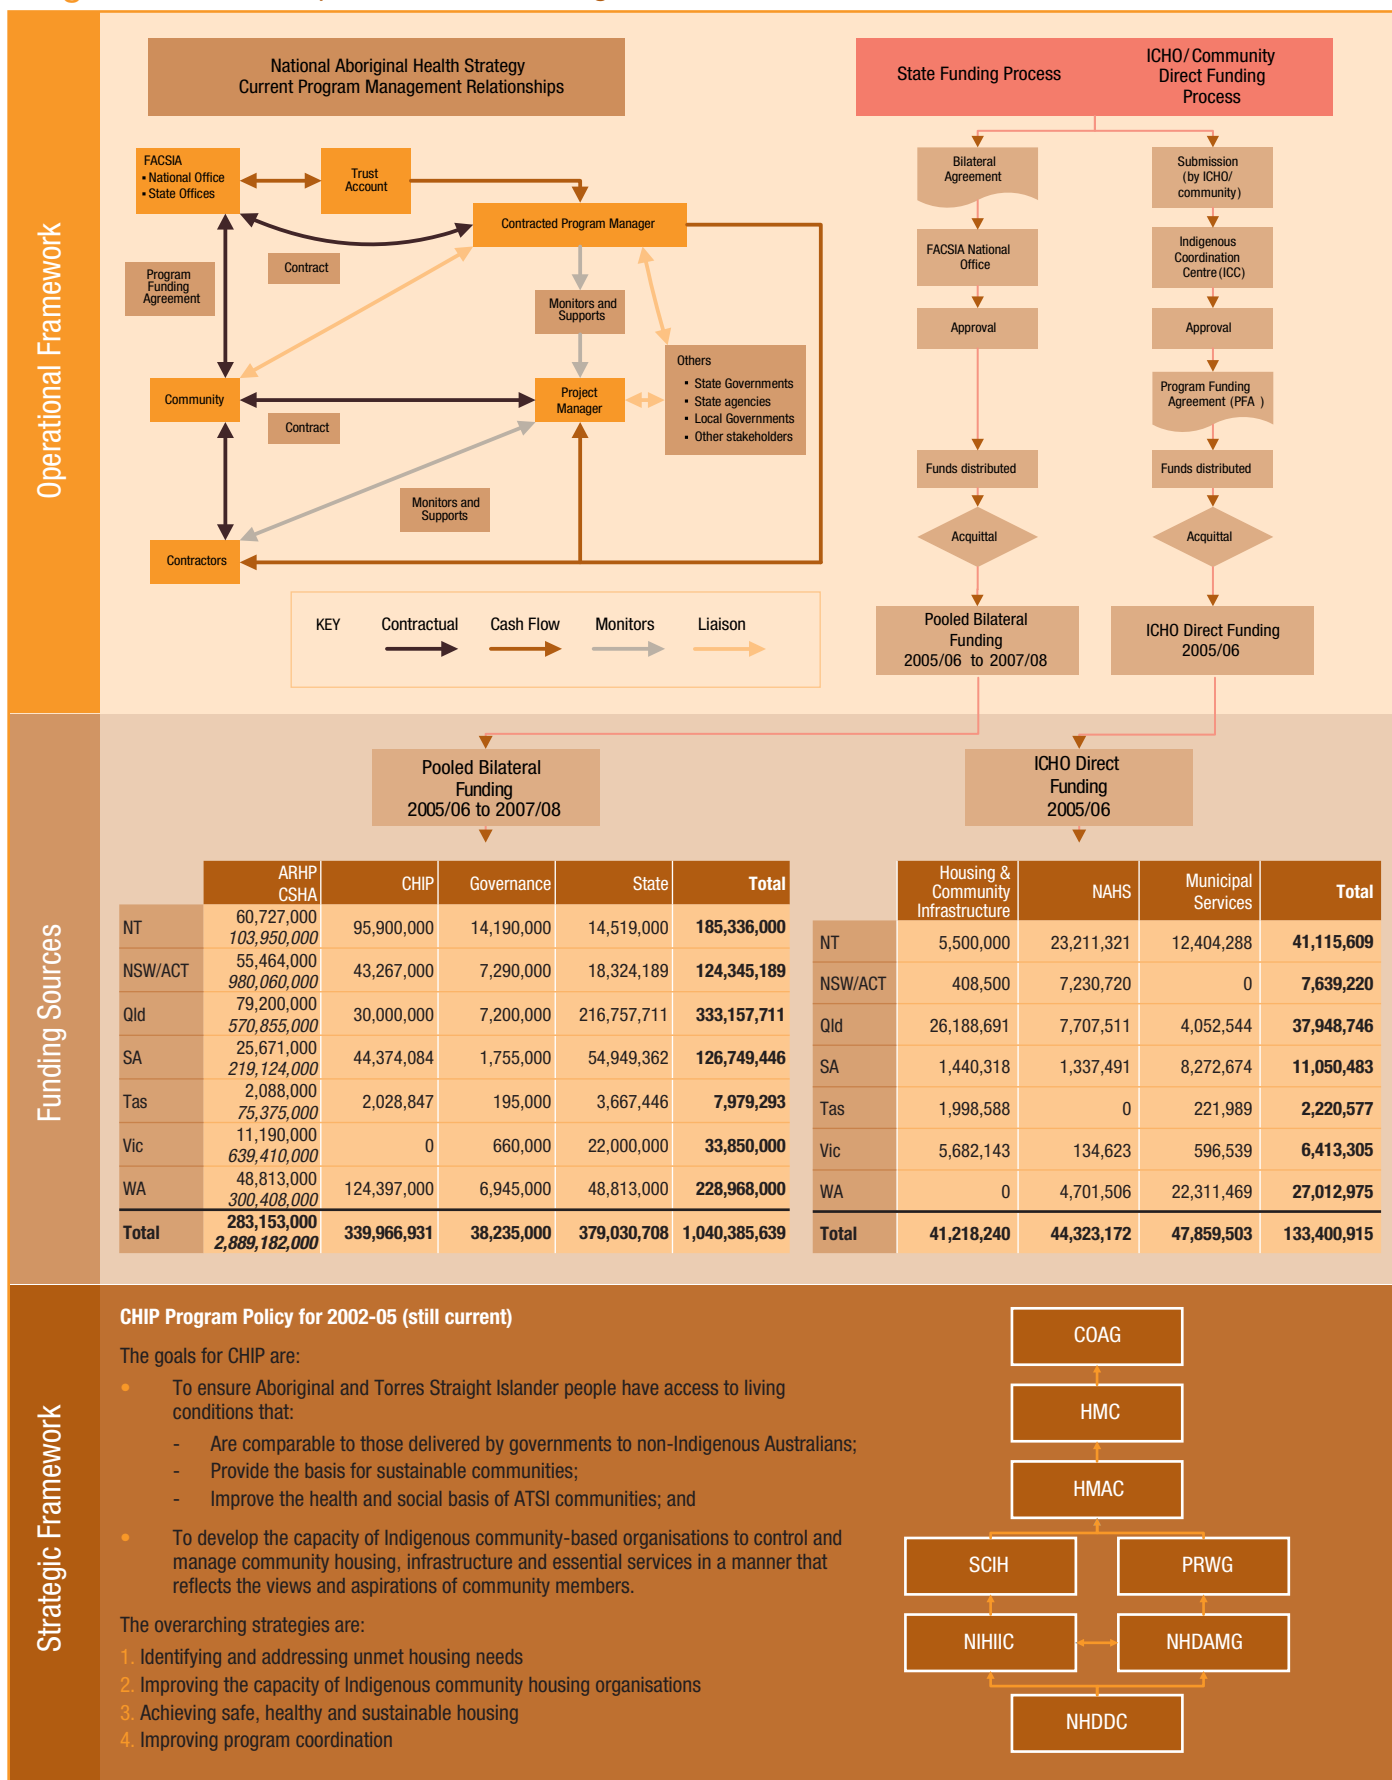 Operational Framework
National Aboriginal Health Strategy
Current Program Management Relationships
FACSIA
▪ National Office
▪ State Offices
Trust
Account
Contracted Program Manager
Program
Funding
Agreement
Contract
Monitors and
Supports
Others
▪ State Governments
▪ State agencies
▪ Local Governments
▪ Other stakeholders
Community
Project
Manager
Contract
Monitors and
Supports
Contractors
KEY Contractual Cash Flow Monitors Liaison
State Funding Process
ICHO/Community
Direct Funding
Process
Bilateral
Agreement
FACSIA National
Office
Approval
Funds distributed
Acquittal
Pooled Bilateral
Funding
2005/06 to 2007/08
Submission
(by ICHO/
community)
Indigenous
Coordination
Centre (ICC)
Approval
Program Funding
Agreement (PFA )
Funds distributed
Acquittal
ICHO Direct Funding
2005/06
Funding Sources
Pooled Bilateral
Funding
2005/06 to 2007/08
ARHP
CSHA CHIP Governance State Total
NT 60,727,000
103,950,000 95,900,000 14,190,000 14,519,000 185,336,000
NSW/ACT 55,464,000
980,060,000 43,267,000 7,290,000 18,324,189 124,345,189
Qld 79,200,000
570,855,000 30,000,000 7,200,000 216,757,711 333,157,711
SA 25,671,000
219,124,000 44,374,084 1,755,000 54,949,362 126,749,446
Tas 2,088,000
75,375,000 2,028,847 195,000 3,667,446 7,979,293
Vic 11,190,000
639,410,000 0 660,000 22,000,000 33,850,000
WA 48,813,000
300,408,000 124,397,000 6,945,000 48,813,000 228,968,000
Total 283,153,000
2,889,182,000 339,966,931 38,235,000 379,030,708 1,040,385,639
ICHO Direct
Funding
2005/06
Housing &
Community
Infrastructure NAHS Municipal
Services Total
NT 5,500,000 23,211,321 12,404,288 41,115,609
NSW/ACT 408,500 7,230,720 0 7,639,220
Qld 26,188,691 7,707,511 4,052,544 37,948,746
SA 1,440,318 1,337,491 8,272,674 11,050,483
Tas 1,998,588 0 221,989 2,220,577
Vic 5,682,143 134,623 596,539 6,413,305
WA 0 4,701,506 22,311,469 27,012,975
Total 41,218,240 44,323,172 47,859,503 133,400,915
Strategic Framework
CHIP Program Policy for 2002-05 (still current)
The goals for CHIP are:
• To ensure Aboriginal and Torres Straight Islander people have access to living
conditions that:
- Are comparable to those delivered by governments to non-Indigenous Australians;
- Provide the basis for sustainable communities;
- Improve the health and social basis of ATSI communities; and
• To develop the capacity of Indigenous community-based organisations to control and
manage community housing, infrastructure and essential services in a manner that
reflects the views and aspirations of community members.
The overarching strategies are:
1. Identifying and addressing unmet housing needs
2. Improving the capacity of Indigenous community housing organisations
3. Achieving safe, healthy and sustainable housing
4. Improving program coordination
COAG
HMC
HMAC
SCIH PRWG
NIHIIC NHDAMG
NHDDC